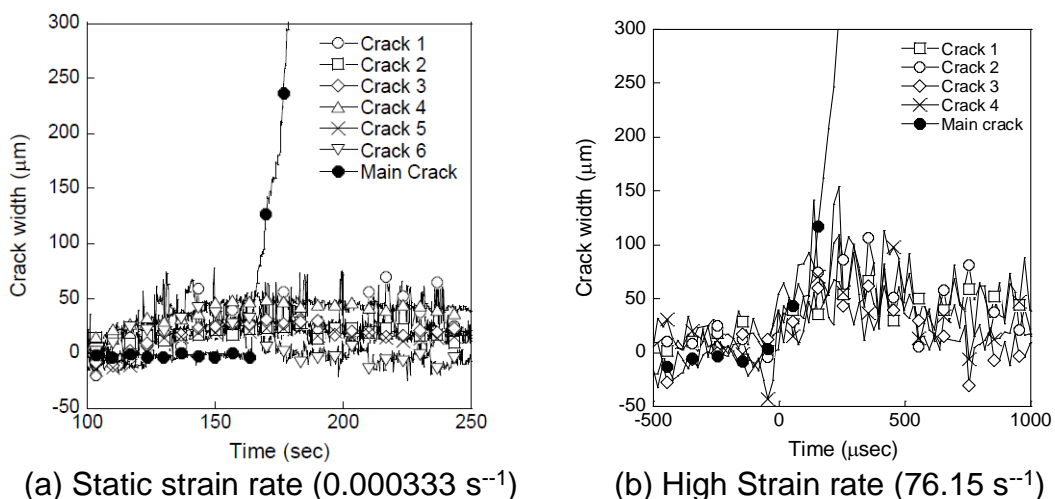 300
250
200
150
100
50
0
-50
Crack width (μm)
Crack 1
Crack 2
Crack 3
Crack 4
Crack 5
Crack 6
Main Crack
100
150
200
250
Time (sec)
(a) Static strain rate (0.000333 s⁻⁻¹)
300
250
200
150
100
50
0
-50
Crack width (μm)
Crack 1
Crack 2
Crack 3
Crack 4
Main crack
-500
0
500
1000
Time (μsec)
(b) High Strain rate (76.15 s⁻⁻¹)